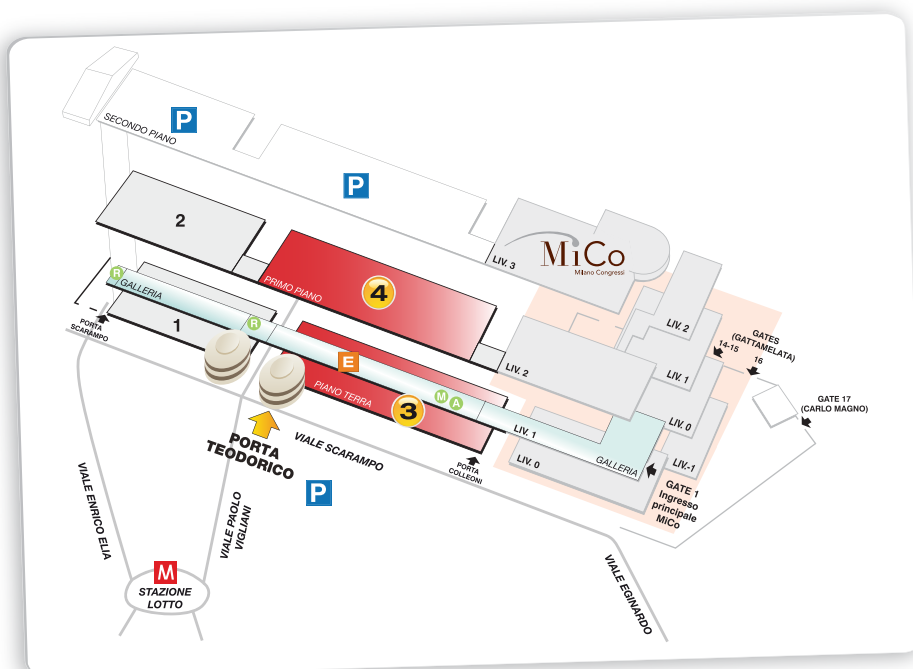 P
SECONDO PIANO
P
2
MiCo
Milano Congressi
LIV. 3
R
GALLERIA
PRIMO PIANO
4
LIV. 2
GATES
(GATTAMELATA)
14-15
16
PORTA
SCARAMPO
1
R
E
LIV. 2
LIV. 1
GATE 17
(CARLO MAGNO)
PIANO TERRA
M
A
3
LIV. 1
LIV. 0
PORTA
TEODORICO
VIALE SCARAMPO
PORTA
COLLEONI
LIV. 0
GALLERIA
LIV.-1
GATE 1
Ingresso
principale
MiCo
P
VIALE ENRICO ELIA
VIALE PAOLO
VIGLIANI
M
STAZIONE
LOTTO
VIALE EGINARDO